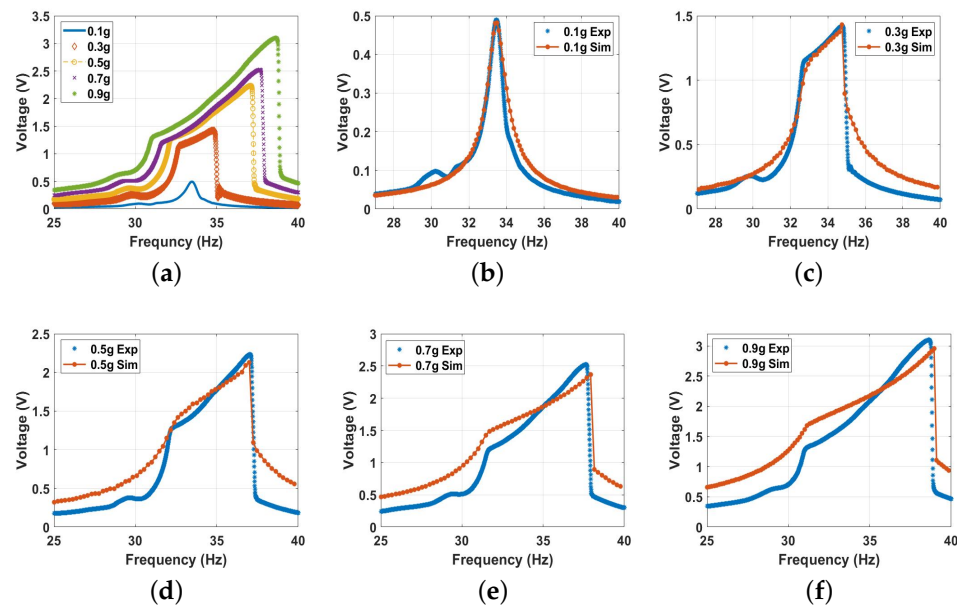 3.5
3
2.5
2
1.5
1
0.5
0
Voltage (V)
0.1g
0.3g
0.5g
0.7g
0.9g
25 30 35 40
Frequncy (Hz)
(a)
0.5
0.4
0.3
0.2
0.1
0
Voltage (V)
0.1g Exp
0.1g Sim
28 30 32 34 36 38 40
Frequency (Hz)
(b)
1.5
1
0.5
0
Voltage (V)
0.3g Exp
0.3g Sim
28 30 32 34 36 38 40
Frequency (Hz)
(c)
2.5
2
1.5
1
0.5
0
Voltage (V)
0.5g Exp
0.5g Sim
25 30 35 40
Frequency (Hz)
(d)
3
2.5
2
1.5
1
0.5
0
Voltage (V)
0.7g Exp
0.7g Sim
25 30 35 40
Frequency (Hz)
(e)
3
2.5
2
1.5
1
0.5
0
Voltage (V)
0.9g Exp
0.9g Sim
25 30 35 40
Frequency (Hz)
(f)